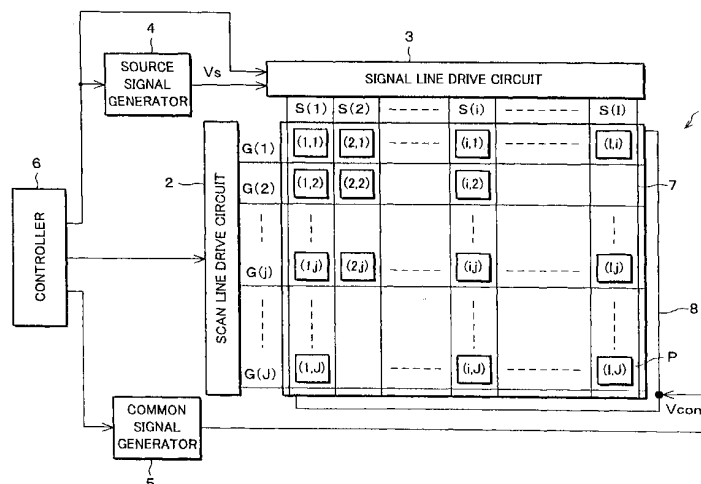 4
3
SOURCE
SIGNAL
GENERATOR
Vs
SIGNAL LINE DRIVE CIRCUIT
S(1) S(2) S(i) S(I)
6
CONTROLLER
2
SCAN LINE DRIVE CIRCUIT
G(1) (1,1) (2,1) (i,1) (I,i)
7
G(2) (1,2) (2,2) (i,2)
G(j) (1,j) (2,j) (i,j) (I,j)
8
G(J) (1,J) (i,J) (I,J) P
COMMON
SIGNAL
GENERATOR
Vcom
5